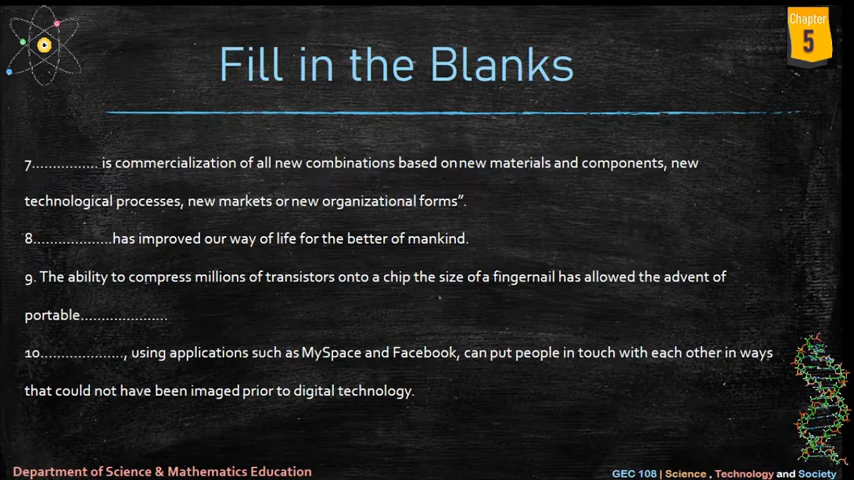 Chapter
5
Fill in the Blanks
7............... is commercialization of all new combinations based on new materials and components, new
technological processes, new markets or new organizational forms”.
8..................has improved our way of life for the better of mankind.
9. The ability to compress millions of transistors onto a chip the size of a fingernail has allowed the advent of
portable....................
10..................., using applications such as MySpace and Facebook, can put people in touch with each other in ways
that could not have been imaged prior to digital technology.
Department of Science & Mathematics Education
GEC 108 | Science , Technology and Society